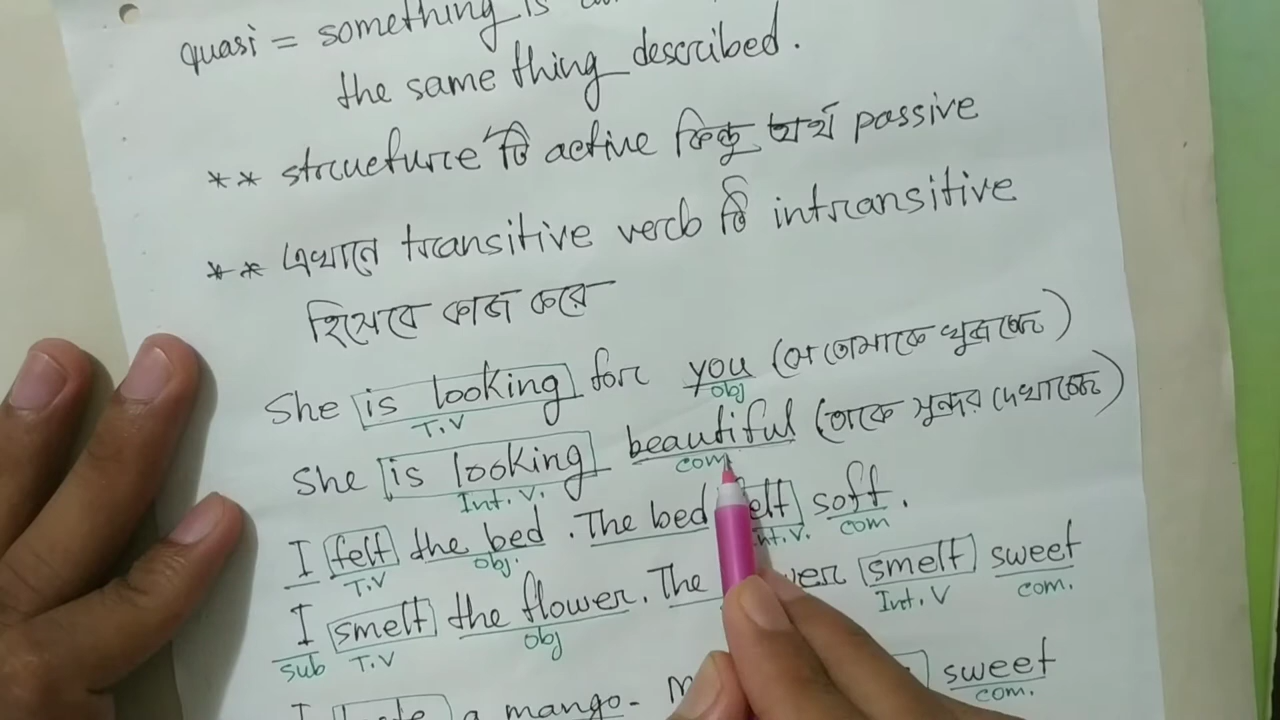 quasi = something is
the same thing described.
** structure টি active কিন্তু অর্থ passive
** এখানে transitive verb টি intransitive
হিসেবে কাজ করে
She is looking for you (সে তোমাকে খুজছে)
T.V obj
She is looking beautiful (তাকে সুন্দর দেখাচ্ছে)
Int. V. com
I felt the bed. The bed felt soft.
T.V obj. Int.V. com
I smelt the flower. The smelt sweet
sub T.V obj Int. V com.
I a mango. sweet
com.